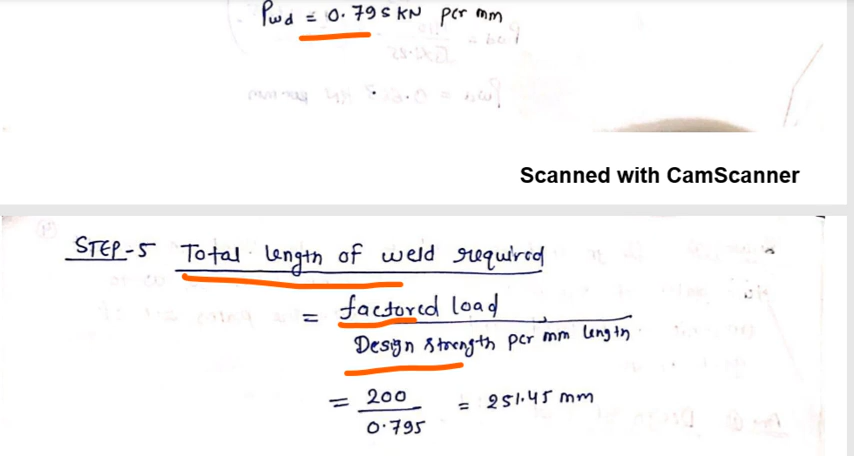 Pwd = 0.795 KN per mm
Scanned with CamScanner
STEP-5 Total length of weld required
= factored load
Design strength per mm length
= 200 = 251.45 mm
0.795